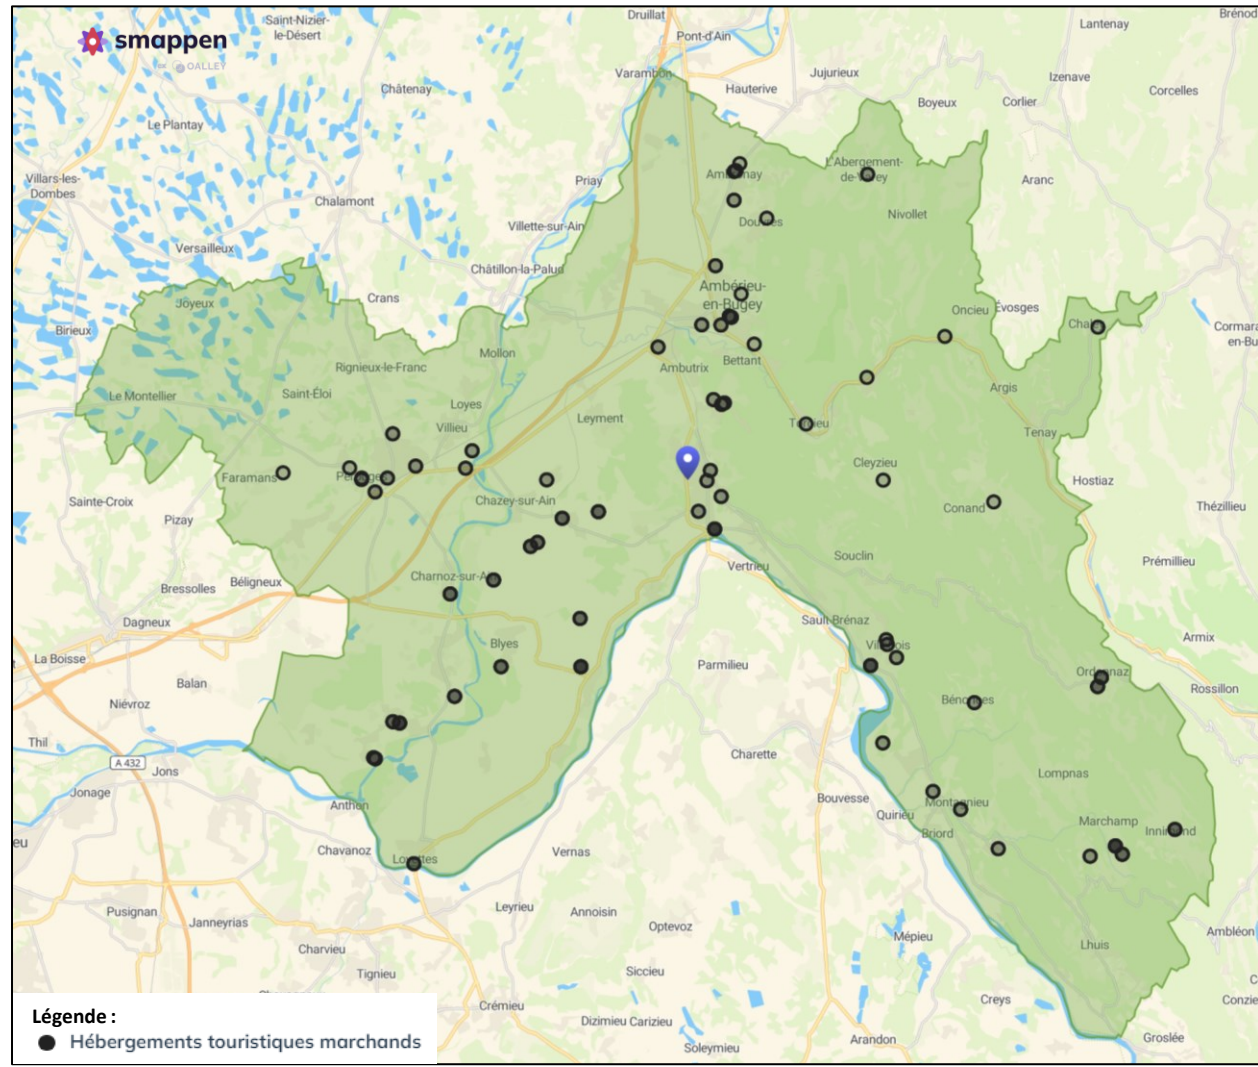 smappen
Druillat
Saint-Nizier-
le-Désert
Lantenay
Brénod
Pont-d'Ain
Varambon
Jujurieux
Izenave
Châtenay
Hauterive
Boyeux
Corlier
Corcelles
Le Plantay
L'Abergement-
de-Varey
Ambronay
Villars-les-
Dombes
Priay
Aranc
Chalamont
Nivollet
Douvres
Villette-sur-Ain
Versailleux
Châtillon-la-Palud
Ambérieu-
en-Bugey
Joyeux
Crans
Oncieu
Évosges
Birieux
Mollon
Bettant
Rignieux-le-Franc
Ambutrix
Argis
Le Montellier
Saint-Éloi
Loyes
Leyment
Villieu
Torcieu
Tenay
Cleyzieu
Faramans
Hostiaz
Sainte-Croix
Chazey-sur-Ain
Conand
Thézillieu
Pizay
Souclin
Prémillieu
Vertrieu
Béligneux
Bressolles
Dagneux
Sault-Brénaz
Blyes
Armix
La Boisse
Parmilieu
Balan
Rossillon
Niévroz
Thil
Charette
A 432
Jons
Lompnas
Jonage
Bouvesse
Anthon
Montagnieu
Quirieu
Marchamp
Briord
Chavanoz
Vernas
Leyrieu
Pusignan
Annoisin
Janneyrias
Optevoz
Ambléon
Mépieu
Charvieu
Lhuis
Tignieu
Siccieu
Creys
Crémieu
Dizimieu
Carizieu
Arandon
Groslée
Soleymieu
Légende :
Hébergements touristiques marchands